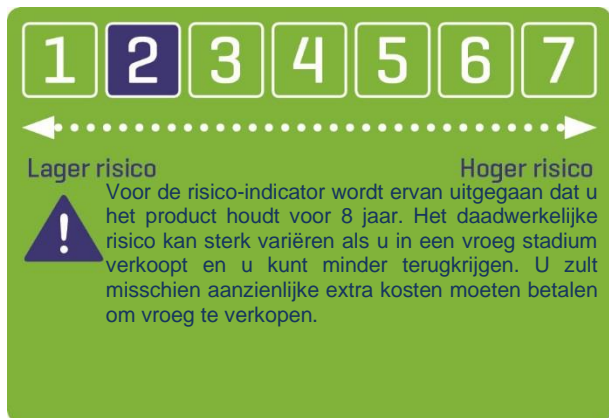 1 2 3 4 5 6 7
Lager risico Hoger risico
Voor de risico-indicator wordt ervan uitgegaan dat u
het product houdt voor 8 jaar. Het daadwerkelijke
risico kan sterk variëren als u in een vroeg stadium
verkoopt en u kunt minder terugkrijgen. U zult
misschien aanzienlijke extra kosten moeten betalen
om vroeg te verkopen.